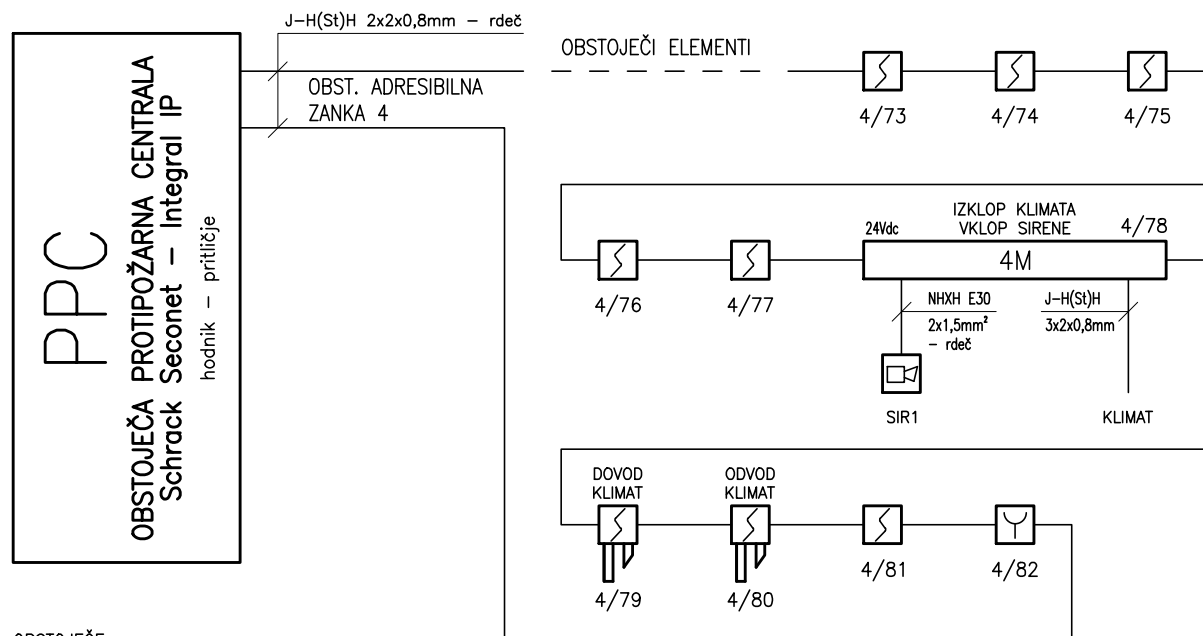 J-H(St)H 2x2x0,8mm - rdeč
OBSTOJEČI ELEMENTI
OBST. ADRESIBILNA
ZANKA 4
PPC
OBSTOJEČA PROTIPOŽARNA CENTRALA
Schrack Seconet - Integral IP
hodnik - pritličje
4/73
4/74
4/75
IZKLOP KLIMATA
VKLOP SIRENE
24Vdc
4/78
4M
4/76
4/77
NHXH E30
2x1,5mm²
- rdeč
J-H(St)H
3x2x0,8mm
SIR1
KLIMAT
DOVOD
KLIMAT
ODVOD
KLIMAT
4/79
4/80
4/81
4/82